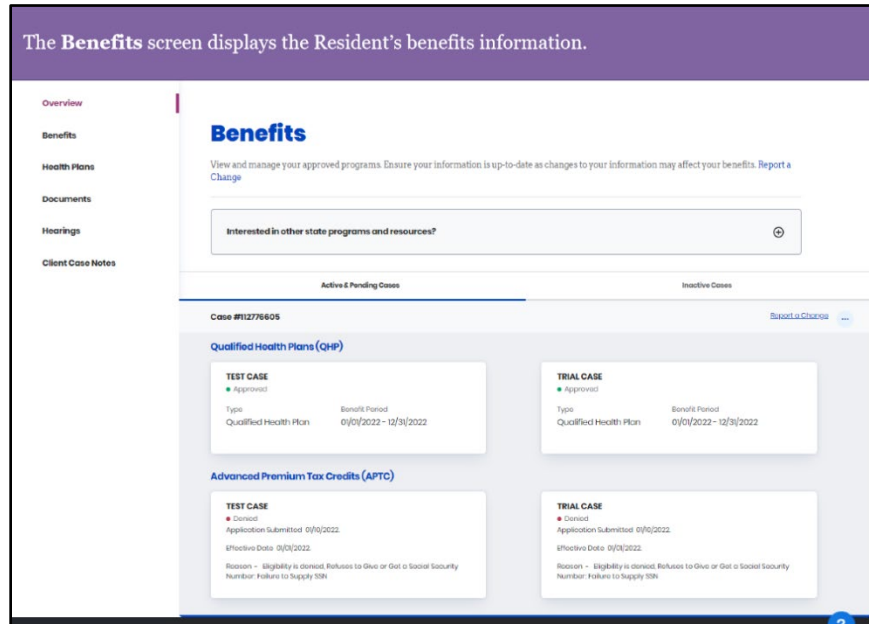 The Benefits screen displays the Resident's benefits information.
Overview
Benefits
Health Plans
Documents
Hearings
Client Case Notes
Benefits
View and manage your approved programs. Ensure your information is up-to-date as changes to your information may affect your benefits. Report a
Change
Interested in other state programs and resources?
Active & Pending Cases
Inactive Cases
Case #112776605
Report a Change
Qualified Health Plans (QHP)
TEST CASE
Approved
Type
Benefit Period
Qualified Health Plan
01/01/2022 - 12/31/2022
TRIAL CASE
Approved
Type
Benefit Period
Qualified Health Plan
01/01/2022 - 12/31/2022
Advanced Premium Tax Credits (APTC)
TEST CASE
Denied
Application Submitted 01/10/2022.
Effective Date 01/01/2022.
Reason - Eligibility is denied, Refuses to Give or Get a Social Security
Number: Failure to Supply SSN
TRIAL CASE
Denied
Application Submitted 01/10/2022.
Effective Date 01/01/2022.
Reason - Eligibility is denied, Refuses to Give or Get a Social Security
Number: Failure to Supply SSN